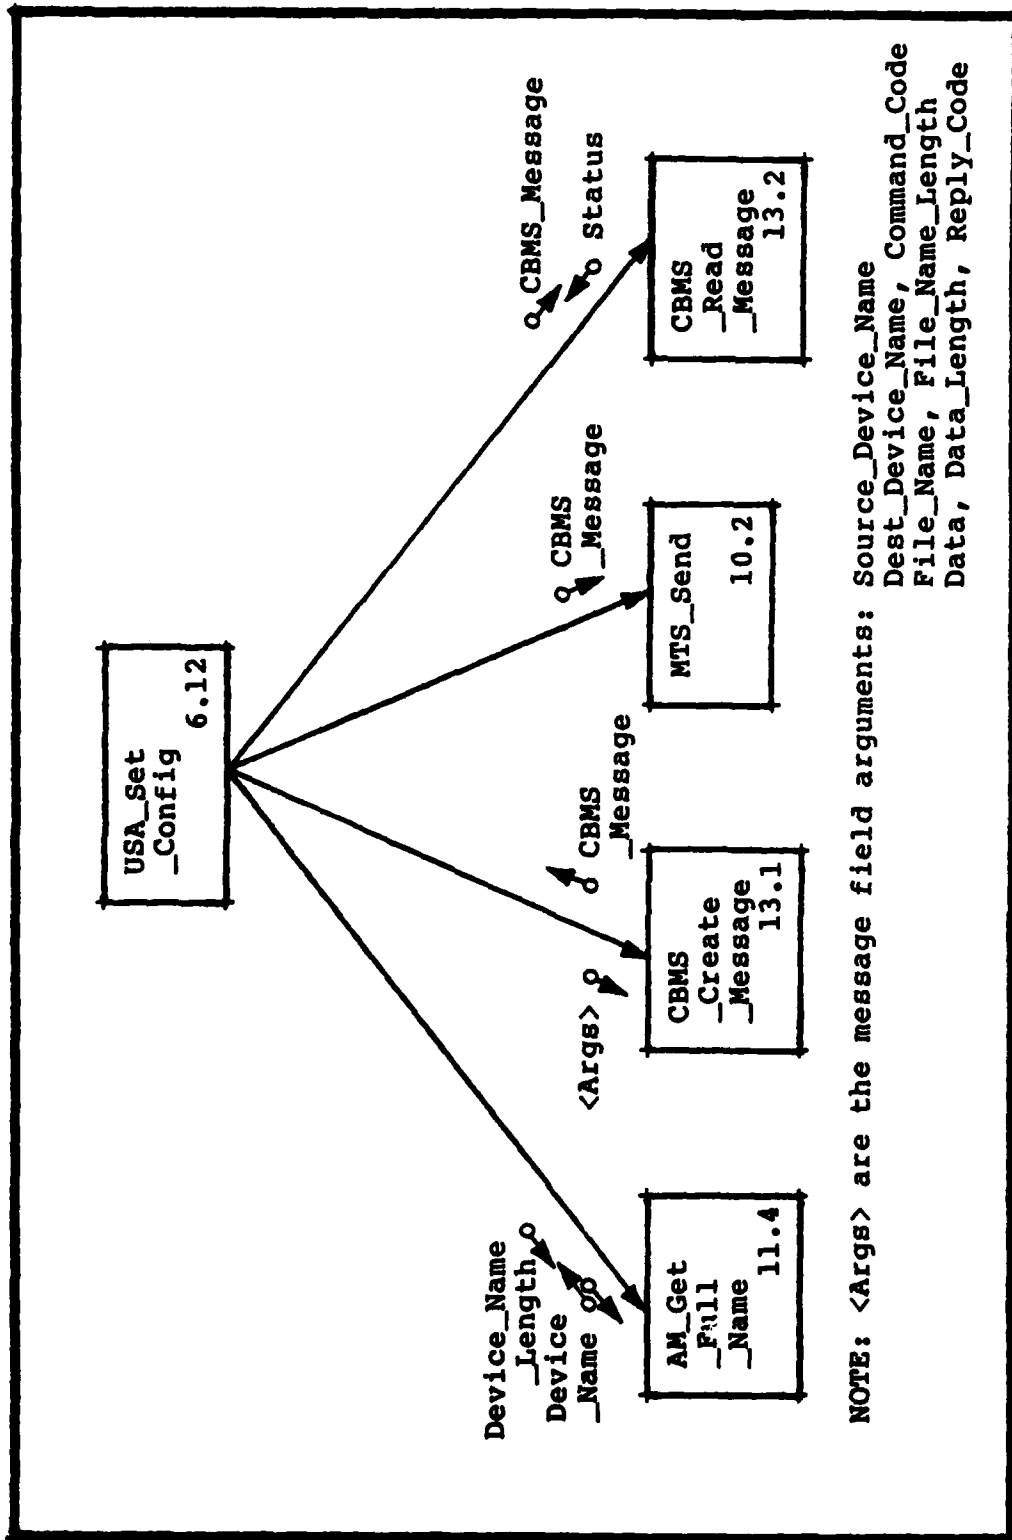 USA_Set
_Config
6.12
Device_Name
_Length
Device
_Name
<Args>
CBMS
_Message
CBMS
_Message
CBMS_Message
Status
AM_Get
_Full
_Name
11.4
CBMS
_Create
_Message
13.1
MTS_Send
10.2
CBMS
_Read
_Message
13.2
NOTE: <Args> are the message field arguments: Source_Device_Name
Dest_Device_Name, Command_Code
File_Name, File_Name_Length
Data, Data_Length, Reply_Code